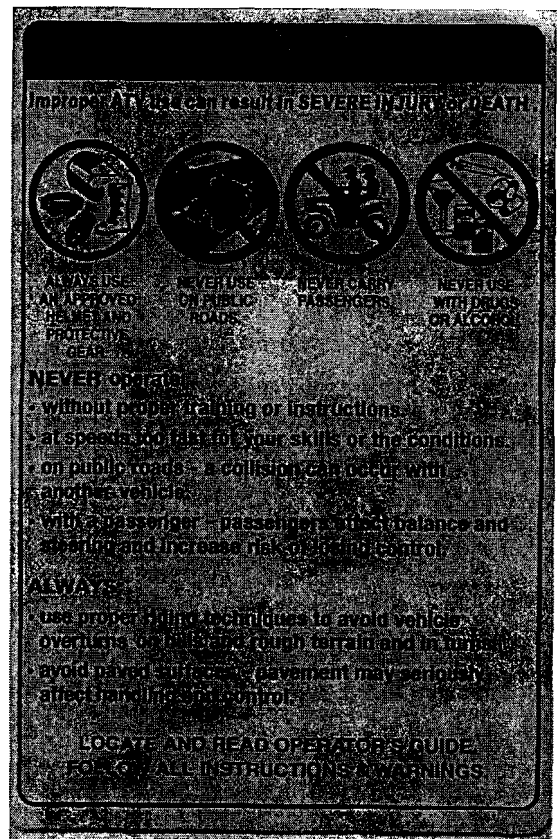 Improper ATV use can result in SEVERE INJURY or DEATH.
ALWAYS USE
AN APPROVED
HELMET AND
PROTECTIVE
GEAR
NEVER USE
ON PUBLIC
ROADS
NEVER CARRY
PASSENGERS
NEVER USE
WITH DRUGS
OR ALCOHOL
NEVER operate:
• without proper training or instructions.
• at speeds too fast for your skills or the conditions.
• on public roads - a collision can occur with
another vehicle.
• with a passenger - passengers affect balance and
steering and increase risk of losing control.
ALWAYS:
• use proper riding techniques to avoid vehicle
overturns on hills and rough terrain and in turns.
• avoid paved surfaces - pavement may seriously
affect handling and control.
LOCATE AND READ OPERATOR'S GUIDE.
FOLLOW ALL INSTRUCTIONS & WARNINGS.